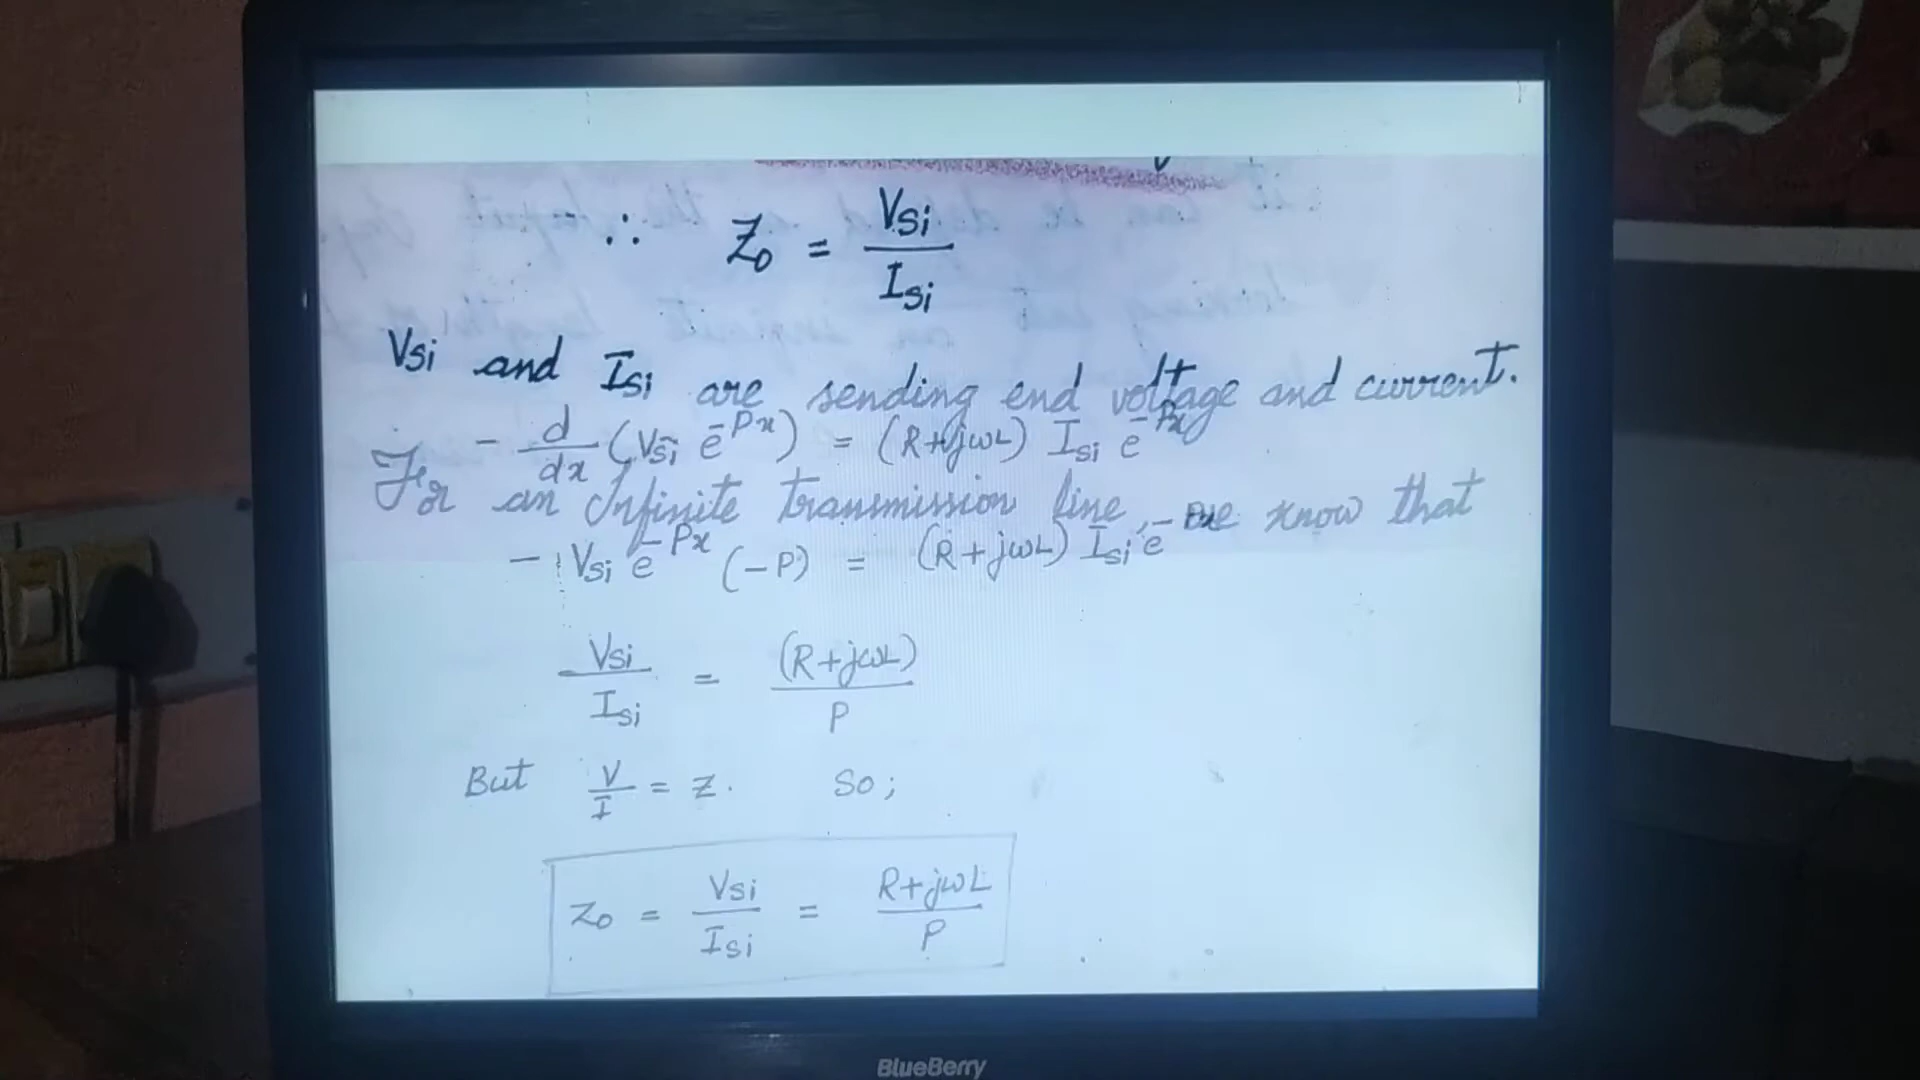 ∴ Z₀ = Vsi / Isi
Vsi and Isi are sending end voltage and current.
- d/dx (Vsi e^-Px) = (R+jωL) Isi e^-Px
For an Infinite transmission line, we know that
- Vsi e^-Px (-P) = (R+jωL) Isi e^-Px
Vsi / Isi = (R+jωL) / P
But V/I = Z. So;
Z₀ = Vsi / Isi = R+jωL / P
BlueBerry